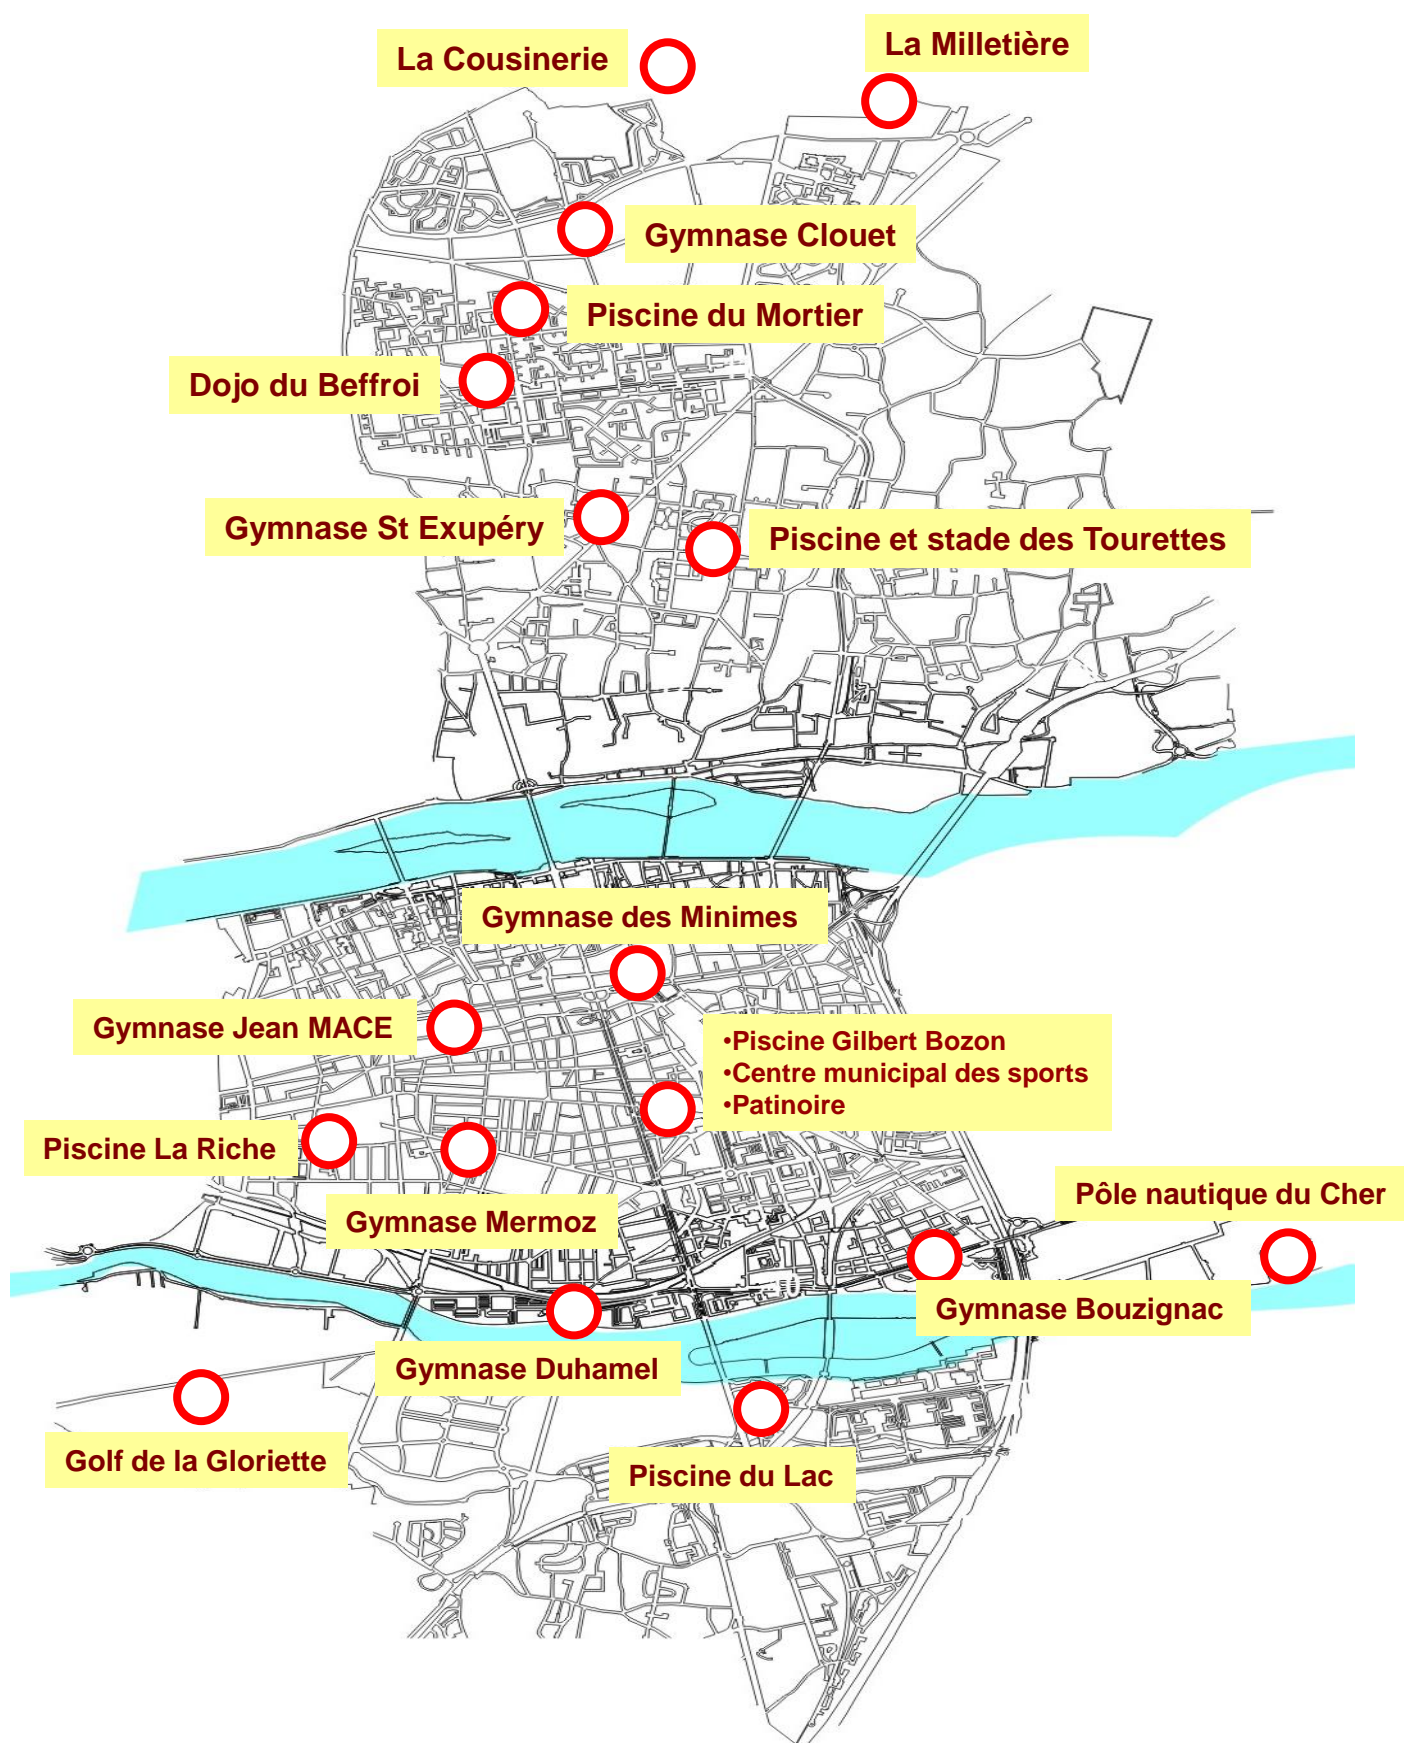 La Cousinerie
La Milletière
Gymnase Clouet
Piscine du Mortier
Dojo du Beffroi
Gymnase St Exupéry
Piscine et stade des Tourettes
Gymnase des Minimes
Gymnase Jean MACE
•Piscine Gilbert Bozon
•Centre municipal des sports
•Patinoire
Piscine La Riche
Pôle nautique du Cher
Gymnase Mermoz
Gymnase Bouzignac
Gymnase Duhamel
Golf de la Gloriette
Piscine du Lac